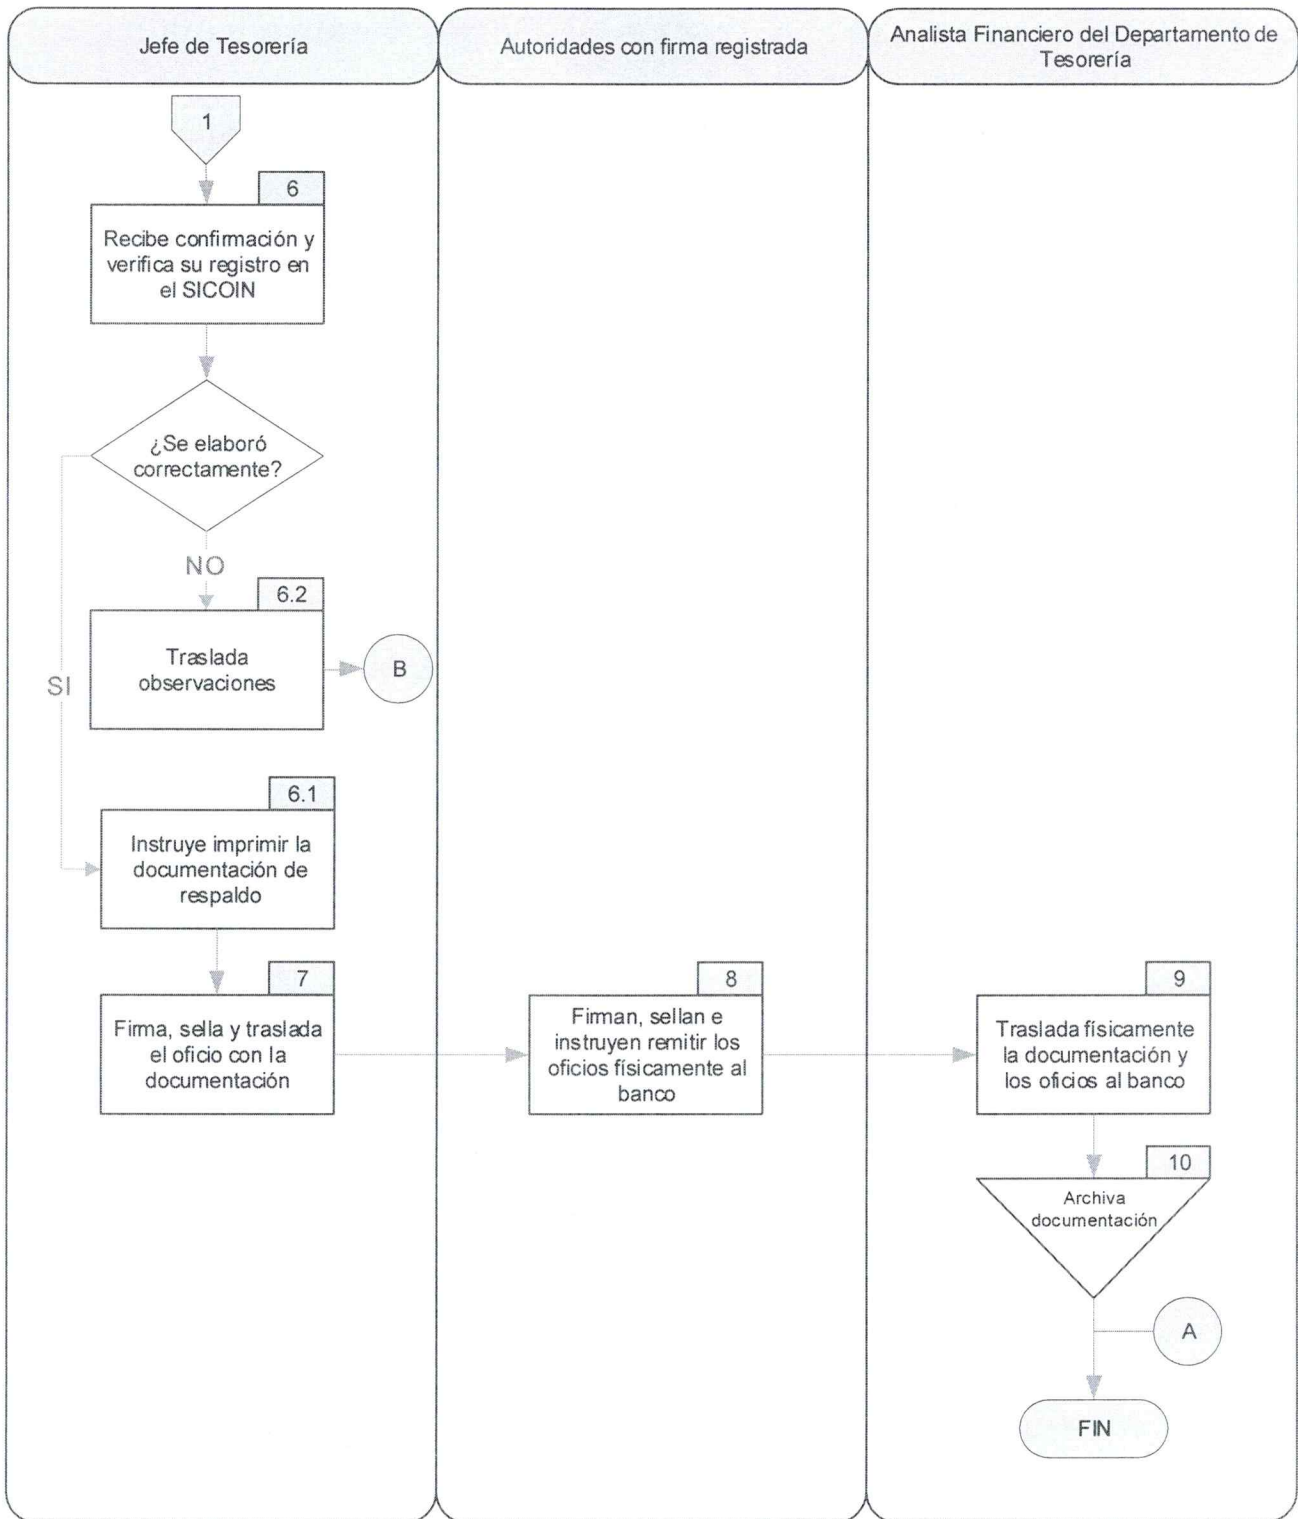 Jefe de Tesorería
Autoridades con firma registrada
Analista Financiero del Departamento de
Tesorería
1
6
Recibe confirmación y
verifica su registro en
el SICOIN
¿Se elaboró
correctamente?
NO
6.2
Traslada
observaciones
B
SI
6.1
Instruye imprimir la
documentación de
respaldo
7
Firma, sella y traslada
el oficio con la
documentación
8
Firman, sellan e
instruyen remitir los
oficios físicamente al
banco
9
Traslada físicamente
la documentación y
los oficios al banco
10
Archiva
documentación
A
FIN